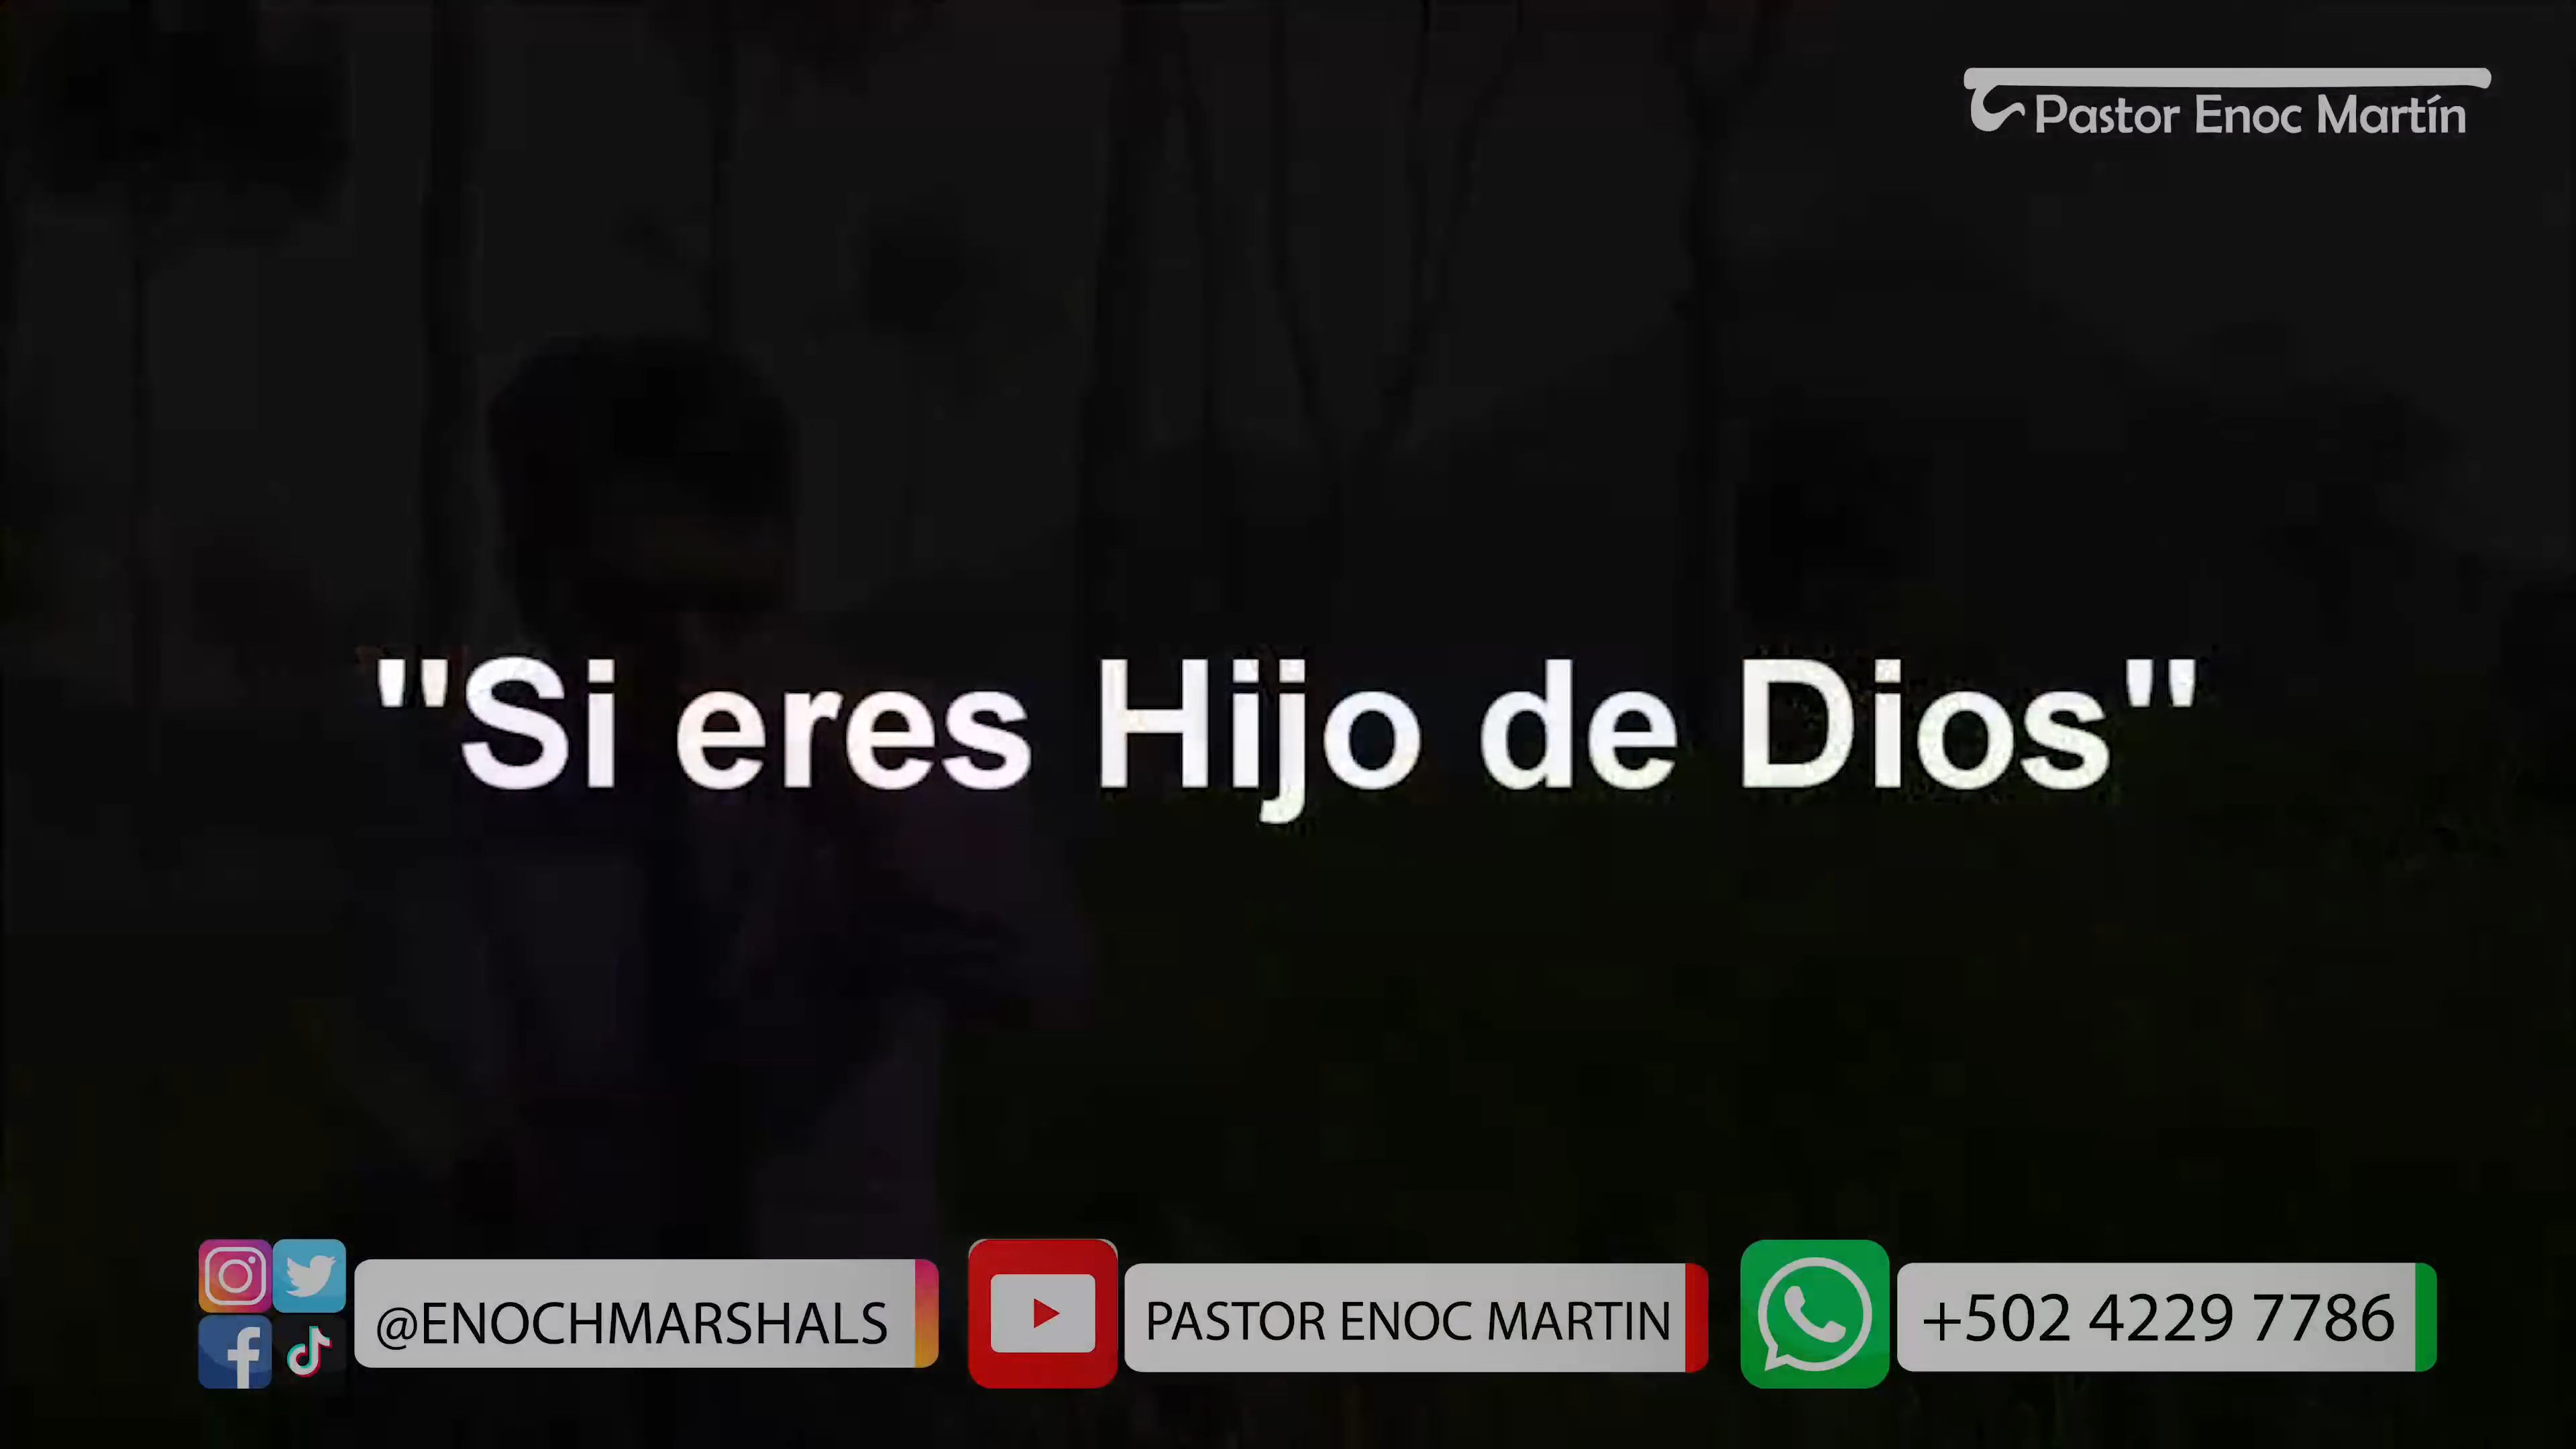 Pastor Enoc Martín
"Si eres Hijo de Dios"
@ENOCHMARSHALS
PASTOR ENOC MARTIN
+502 4229 7786